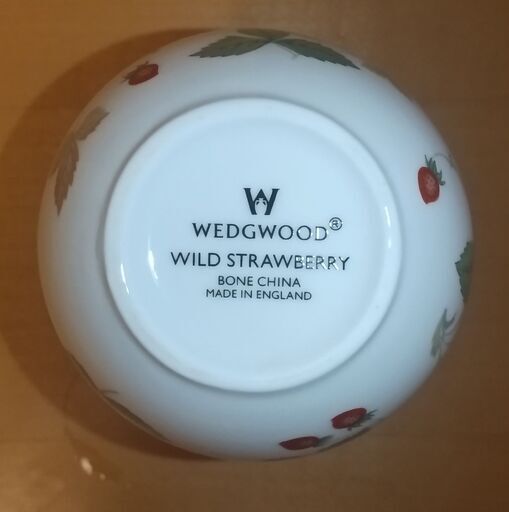 W
WEDGWOOD®
WILD STRAWBERRY
BONE CHINA
MADE IN ENGLAND